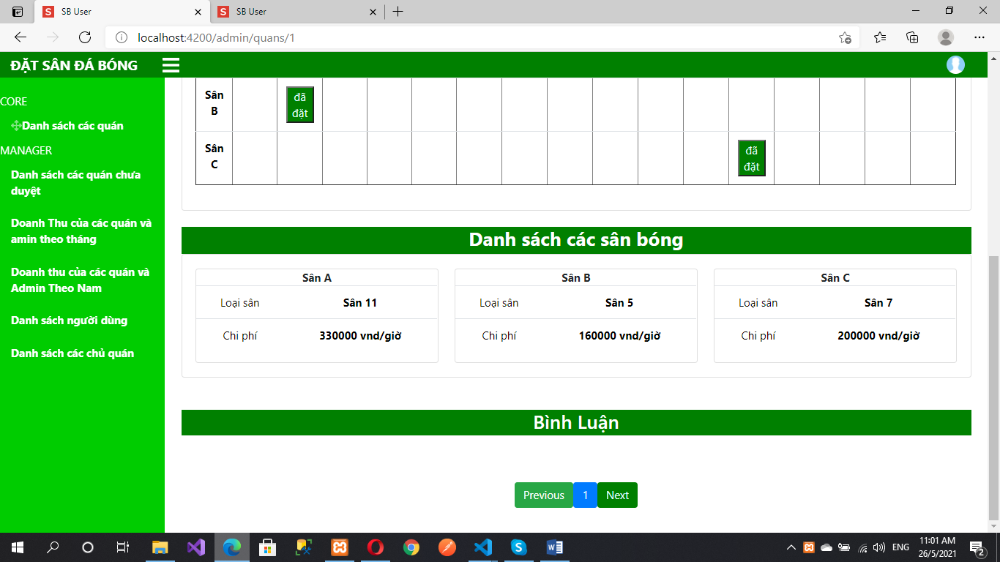 SB User
SB User
localhost:4200/admin/quans/1
ĐẶT SÂN ĐÁ BÓNG
CORE
Danh sách các quán
MANAGER
Danh sách các quán chưa
duyệt
Doanh Thu của các quán và
amin theo tháng
Doanh thu của các quán và
Admin Theo Nam
Danh sách người dùng
Danh sách các chủ quán
Sân
B
đã
đặt
Sân
C
đã
đặt
Danh sách các sân bóng
Sân A
Loại sân
Sân 11
Chi phí
330000 vnd/giờ
Sân B
Loại sân
Sân 5
Chi phí
160000 vnd/giờ
Sân C
Loại sân
Sân 7
Chi phí
200000 vnd/giờ
Bình Luận
Previous
1
Next
ENG
11:01 AM
26/5/2021
2